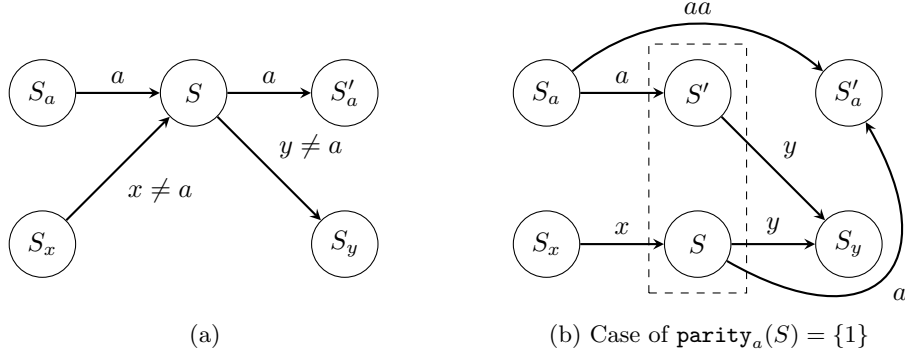 aa
a a a
S_a S S'_a S_a S' S'_a
y ≠ a y
x ≠ a
x y
S_x S_y S_x S S_y
a
(a) (b) Case of parity_a(S) = {1}